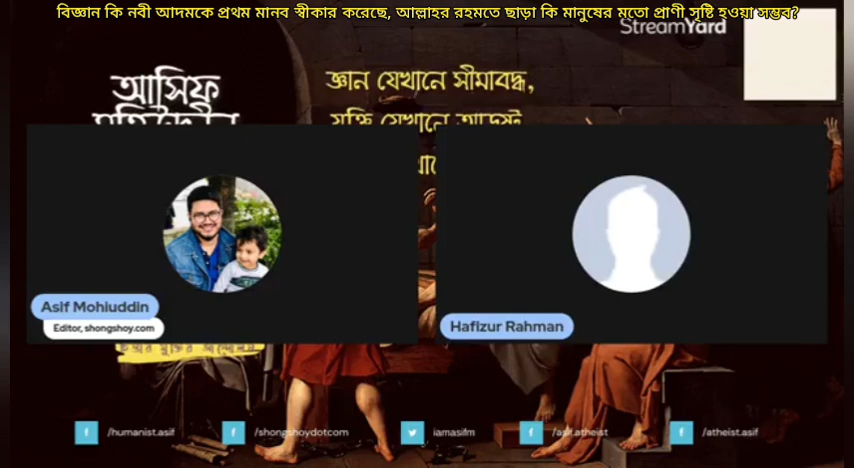 বিজ্ঞান কি নবী আদমকে প্রথম মানব স্বীকার করেছে, আল্লাহর রহমতে ছাড়া কি মানুষের মতো প্রাণী সৃষ্টি হওয়া সম্ভব?
StreamYard
আসিফ
জ্ঞান যেখানে সীমাবদ্ধ,
যুক্তি যেখানে আড়ষ্ট
Asif Mohiuddin
Editor, shongshoy.com
Hafizur Rahman
/humanist.asif
/shongshoydotcom
iamasifm
/asif.atheist
/atheist.asif